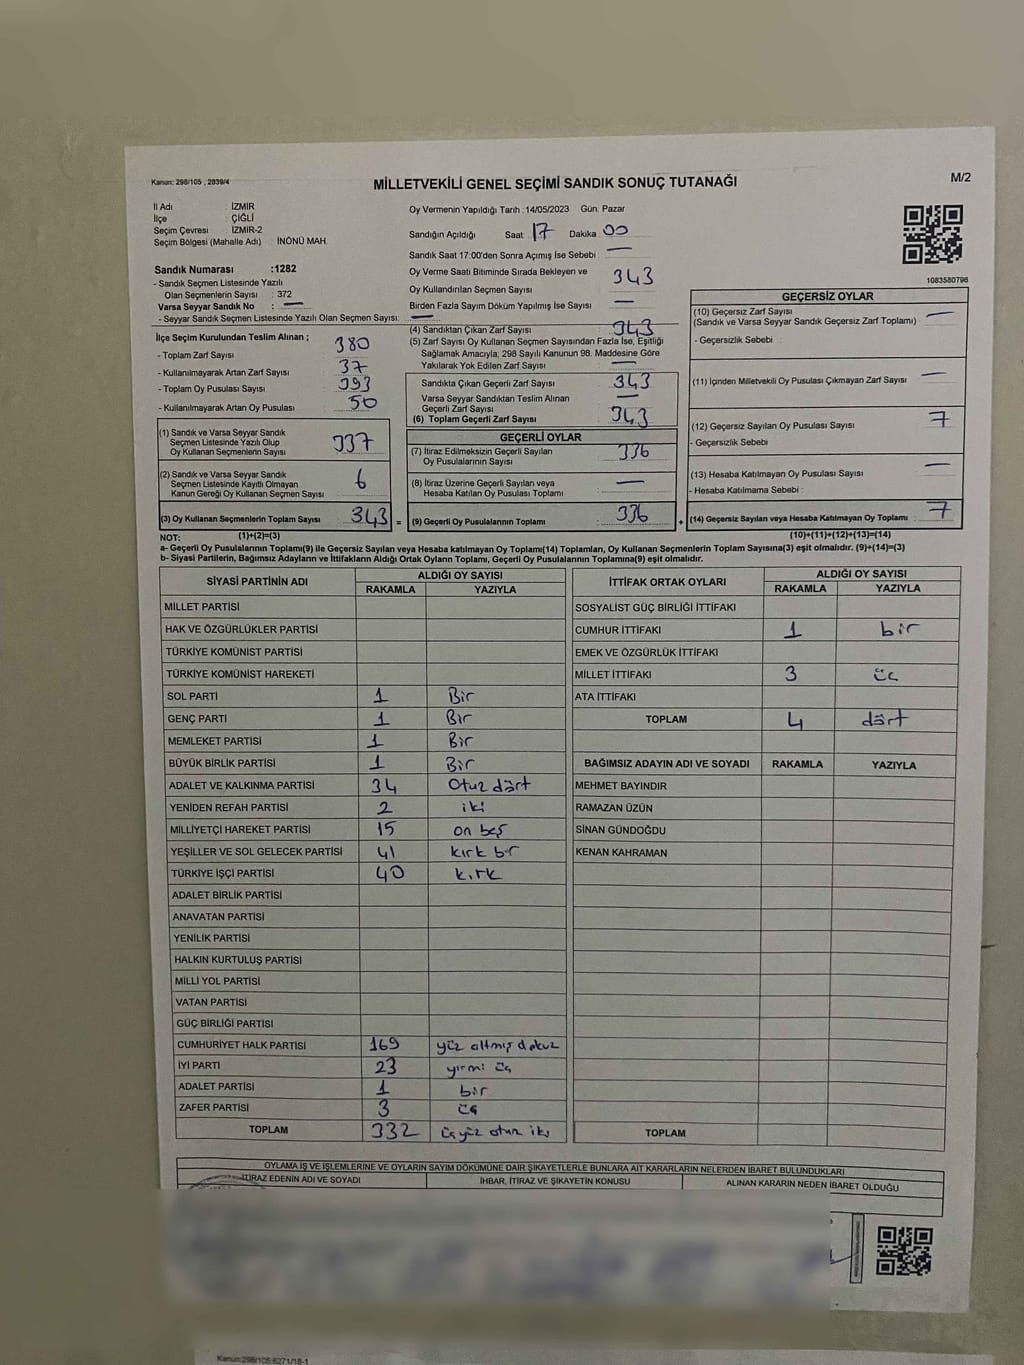 Kanun: 298/105 , 2839/4
MİLLETVEKİLİ GENEL SEÇİMİ SANDIK SONUÇ TUTANAĞI
M/2
İl Adı : İZMİR
İlçe : ÇİĞLİ
Seçim Çevresi : İZMİR-2
Seçim Bölgesi (Mahalle Adı) : İNÖNÜ MAH.
Sandık Numarası :1282
- Sandık Seçmen Listesinde Yazılı
Olan Seçmenlerin Sayısı : 372
Varsa Seyyar Sandık No : —
- Seyyar Sandık Seçmen Listesinde Yazılı Olan Seçmen Sayısı: —
Oy Vermenin Yapıldığı Tarih :14/05/2023 Gün: Pazar
Sandığın Açıldığı Saat 17 Dakika 00
Sandık Saat 17:00'den Sonra Açımış İse Sebebi : —
Oy Verme Saati Bitiminde Sırada Bekleyen ve
Oy Kullandırılan Seçmen Sayısı 343
Birden Fazla Sayım Döküm Yapılmış İse Sayısı : —
1083580796
İlçe Seçim Kurulundan Teslim Alınan ;
- Toplam Zarf Sayısı : 380
- Kullanılmayarak Artan Zarf Sayısı : 37
- Toplam Oy Pusulası Sayısı : 393
- Kullanılmayarak Artan Oy Pusulası : 50
(1) Sandık ve Varsa Seyyar Sandık
Seçmen Listesinde Yazılı Olup
Oy Kullanan Seçmenlerin Sayısı 337
(2) Sandık ve Varsa Seyyar Sandık
Seçmen Listesinde Kayıtlı Olmayan
Kanun Gereği Oy Kullanan Seçmen Sayısı 6
(3) Oy Kullanan Seçmenlerin Toplam Sayısı 343 =
(4) Sandıktan Çıkan Zarf Sayısı : 343
(5) Zarf Sayısı Oy Kullanan Seçmen Sayısından Fazla İse, Eşitliği
Sağlamak Amacıyla; 298 Sayılı Kanunun 98. Maddesine Göre
Yakılarak Yok Edilen Zarf Sayısı : —
Sandıkta Çıkan Geçerli Zarf Sayısı : 343
Varsa Seyyar Sandıktan Teslim Alınan
Geçerli Zarf Sayısı : —
(6) Toplam Geçerli Zarf Sayısı : 343
GEÇERLİ OYLAR
(7) İtiraz Edilmeksizin Geçerli Sayılan
Oy Pusulalarının Sayısı : 336
(8) İtiraz Üzerine Geçerli Sayılan veya
Hesaba Katılan Oy Pusulası Toplamı : —
(9) Geçerli Oy Pusulalarının Toplamı : 336 +
GEÇERSİZ OYLAR
(10) Geçersiz Zarf Sayısı : —
(Sandık ve Varsa Seyyar Sandık Geçersiz Zarf Toplamı)
- Geçersizlik Sebebi :
(11) İçinden Milletvekili Oy Pusulası Çıkmayan Zarf Sayısı : —
(12) Geçersiz Sayılan Oy Pusulası Sayısı : 7
- Geçersizlik Sebebi :
(13) Hesaba Katılmayan Oy Pusulası Sayısı : —
- Hesaba Katılmama Sebebi :
(14) Geçersiz Sayılan veya Hesaba Katılmayan Oy Toplamı : 7
NOT: (1)+(2)=(3) (10)+(11)+(12)+(13)=(14)
a- Geçerli Oy Pusulalarının Toplamı(9) ile Geçersiz Sayılan veya Hesaba katılmayan Oy Toplamı(14) Toplamları, Oy Kullanan Seçmenlerin Toplam Sayısına(3) eşit olmalıdır. (9)+(14)=(3)
b- Siyasi Partilerin, Bağımsız Adayların ve İttifakların Aldığı Ortak Oyların Toplamı, Geçerli Oy Pusulalarının Toplamına(9) eşit olmalıdır.
SİYASİ PARTİNİN ADI ALDIĞI OY SAYISI
RAKAMLA YAZIYLA
MİLLET PARTİSİ
HAK VE ÖZGÜRLÜKLER PARTİSİ
TÜRKİYE KOMÜNİST PARTİSİ
TÜRKİYE KOMÜNİST HAREKETİ
SOL PARTİ 1 Bir
GENÇ PARTİ 1 Bir
MEMLEKET PARTİSİ 1 Bir
BÜYÜK BİRLİK PARTİSİ 1 Bir
ADALET VE KALKINMA PARTİSİ 34 Otuz dört
YENİDEN REFAH PARTİSİ 2 iki
MİLLİYETÇİ HAREKET PARTİSİ 15 on beş
YEŞİLLER VE SOL GELECEK PARTİSİ 41 kırk bir
TÜRKİYE İŞÇİ PARTİSİ 40 kırk
ADALET BİRLİK PARTİSİ
ANAVATAN PARTİSİ
YENİLİK PARTİSİ
HALKIN KURTULUŞ PARTİSİ
MİLLİ YOL PARTİSİ
VATAN PARTİSİ
GÜÇ BİRLİĞİ PARTİSİ
CUMHURİYET HALK PARTİSİ 169 yüz altmış dokuz
İYİ PARTİ 23 yirmi üç
ADALET PARTİSİ 1 bir
ZAFER PARTİSİ 3 üç
TOPLAM 332 üçyüz otuz iki
İTTİFAK ORTAK OYLARI ALDIĞI OY SAYISI
RAKAMLA YAZIYLA
SOSYALİST GÜÇ BİRLİĞİ İTTİFAKI
CUMHUR İTTİFAKI 1 bir
EMEK VE ÖZGÜRLÜK İTTİFAKI
MİLLET İTTİFAKI 3 üç
ATA İTTİFAKI
TOPLAM 4 dört
BAĞIMSIZ ADAYIN ADI VE SOYADI RAKAMLA YAZIYLA
MEHMET BAYINDIR
RAMAZAN ÜZÜN
SİNAN GÜNDOĞDU
KENAN KAHRAMAN
TOPLAM
OYLAMA İŞ VE İŞLEMLERİNE VE OYLARIN SAYIM DÖKÜMÜNE DAİR ŞİKAYETLERLE BUNLARA AİT KARARLARIN NELERDEN İBARET BULUNDUKLARI
İTİRAZ EDENİN ADI VE SOYADI İHBAR, İTİRAZ VE ŞİKAYETİN KONUSU ALINAN KARARIN NEDEN İBARET OLDUĞU
Kanun:298/105 6271/18-1